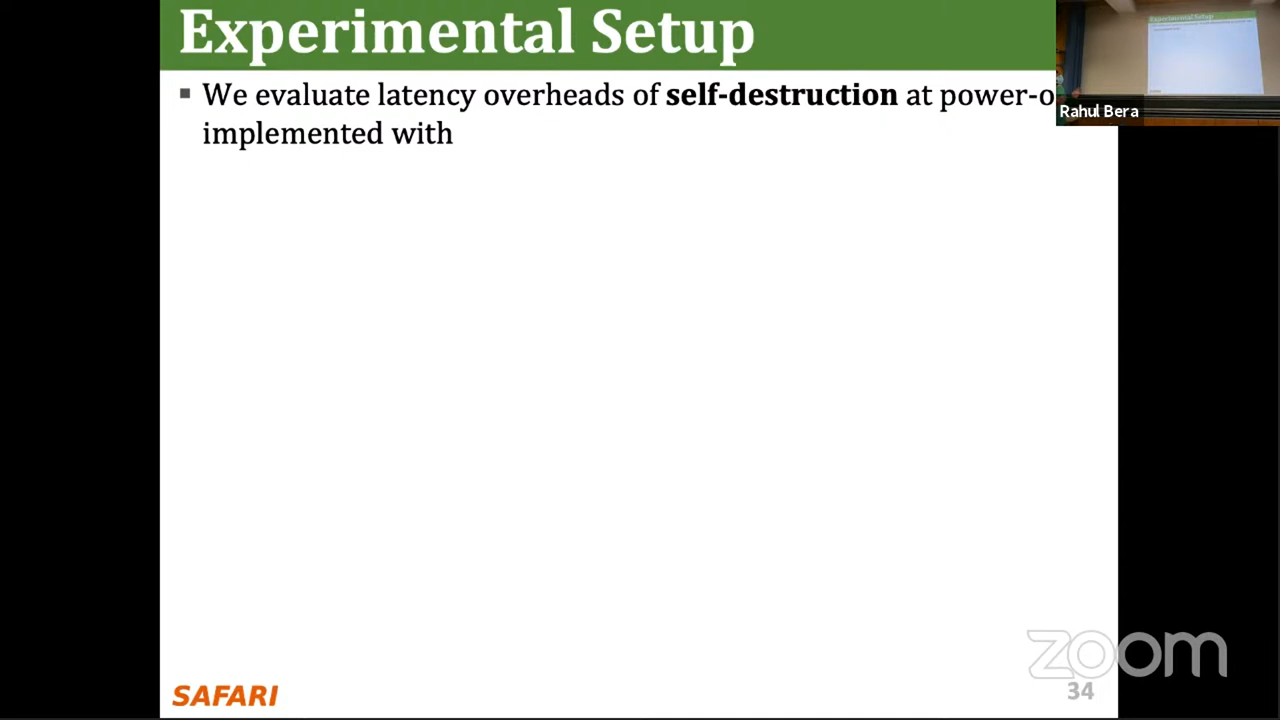 Experimental Setup
We evaluate latency overheads of self-destruction at power-o
implemented with
Rahul Bera
SAFARI
zoom
34